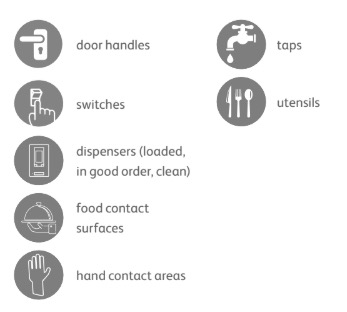 door handles
switches
dispensers (loaded,
in good order, clean)
food contact
surfaces
hand contact areas
taps
utensils